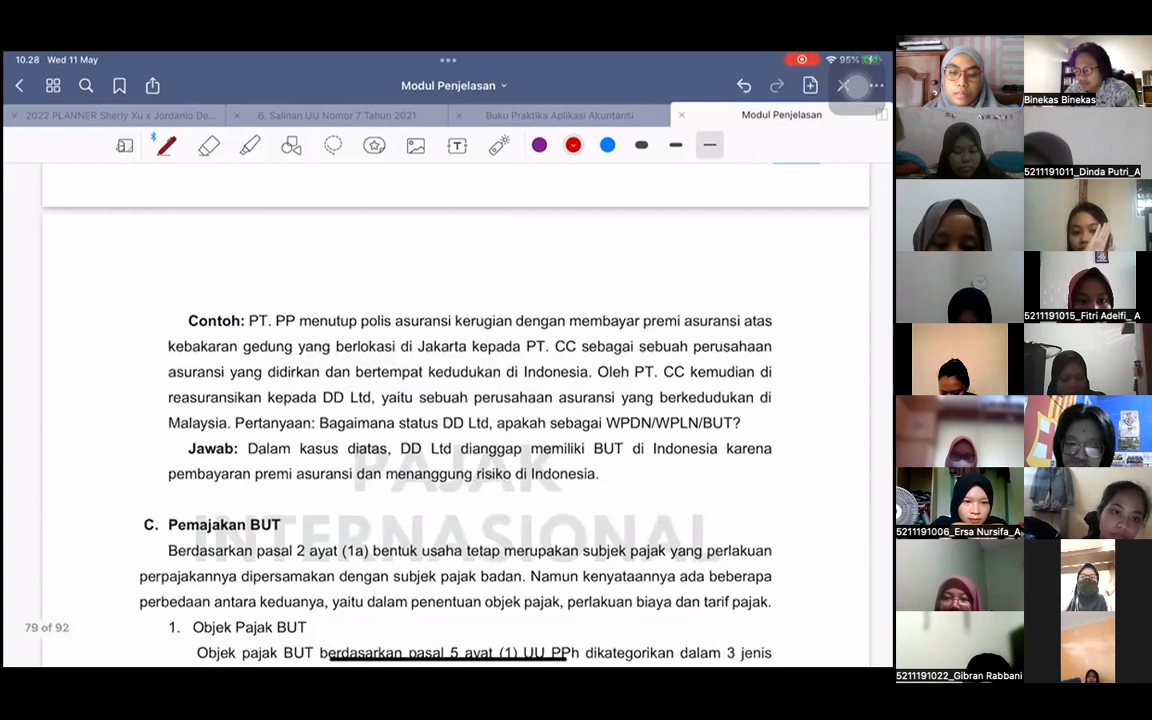 10.28 Wed 11 May
95%
Modul Penjelasan
2022 PLANNER Sherly Xu x Jordanio De...
6. Salinan UU Nomor 7 Tahun 2021
Buku Praktika Aplikasi Akuntansi
Modul Penjelasan
Contoh: PT. PP menutup polis asuransi kerugian dengan membayar premi asuransi atas
kebakaran gedung yang berlokasi di Jakarta kepada PT. CC sebagai sebuah perusahaan
asuransi yang didirkan dan bertempat kedudukan di Indonesia. Oleh PT. CC kemudian di
reasuransikan kepada DD Ltd, yaitu sebuah perusahaan asuransi yang berkedudukan di
Malaysia. Pertanyaan: Bagaimana status DD Ltd, apakah sebagai WPDN/WPLN/BUT?
Jawab: Dalam kasus diatas, DD Ltd dianggap memiliki BUT di Indonesia karena
pembayaran premi asuransi dan menanggung risiko di Indonesia.
PAJAK
INTERNASIONAL
C. Pemajakan BUT
Berdasarkan pasal 2 ayat (1a) bentuk usaha tetap merupakan subjek pajak yang perlakuan
perpajakannya dipersamakan dengan subjek pajak badan. Namun kenyataannya ada beberapa
perbedaan antara keduanya, yaitu dalam penentuan objek pajak, perlakuan biaya dan tarif pajak.
79 of 92
1. Objek Pajak BUT
Objek pajak BUT berdasarkan pasal 5 ayat (1) UU PPh dikategorikan dalam 3 jenis
Binekas Binekas
5211191011_Dinda Putri_A
5211191015_Fitri Adelfi_ A
5211191006_Ersa Nursifa_A
5211191022_Gibran Rabbani